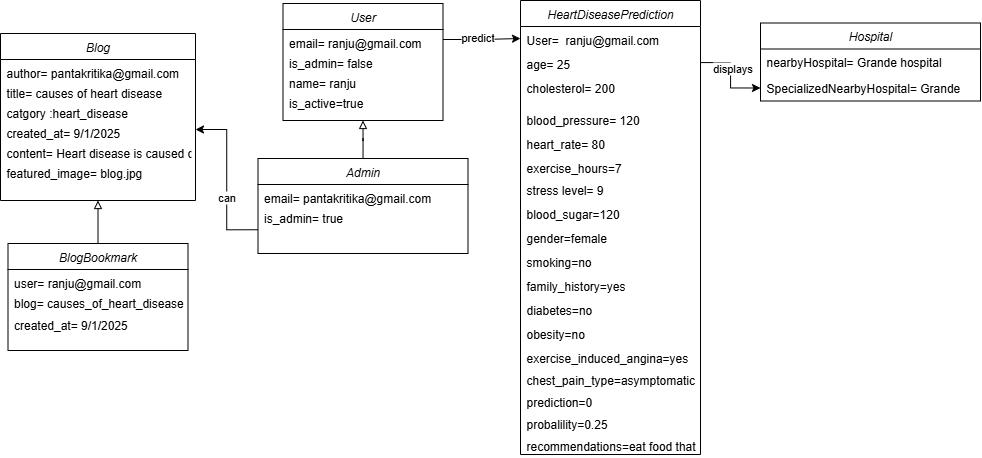 Blog
author= pantakritika@gmail.com
title= causes of heart disease
catgory :heart_disease
created_at= 9/1/2025
content= Heart disease is caused
featured_image= blog.jpg
BlogBookmark
user= ranju@gmail.com
blog= causes_of_heart_disease
created_at= 9/1/2025
can
User
email= ranju@gmail.com
is_admin= false
name= ranju
is_active=true
Admin
email= pantakritika@gmail.com
is_admin= true
predict
HeartDiseasePrediction
User= ranju@gmail.com
age= 25
cholesterol= 200
blood_pressure= 120
heart_rate= 80
exercise_hours=7
stress level= 9
blood_sugar=120
gender=female
smoking=no
family_history=yes
diabetes=no
obesity=no
exercise_induced_angina=yes
chest_pain_type=asymptomatic
prediction=0
probalility=0.25
recommendations=eat food that
displays
Hospital
nearbyHospital= Grande hospital
SpecializedNearbyHospital= Grande